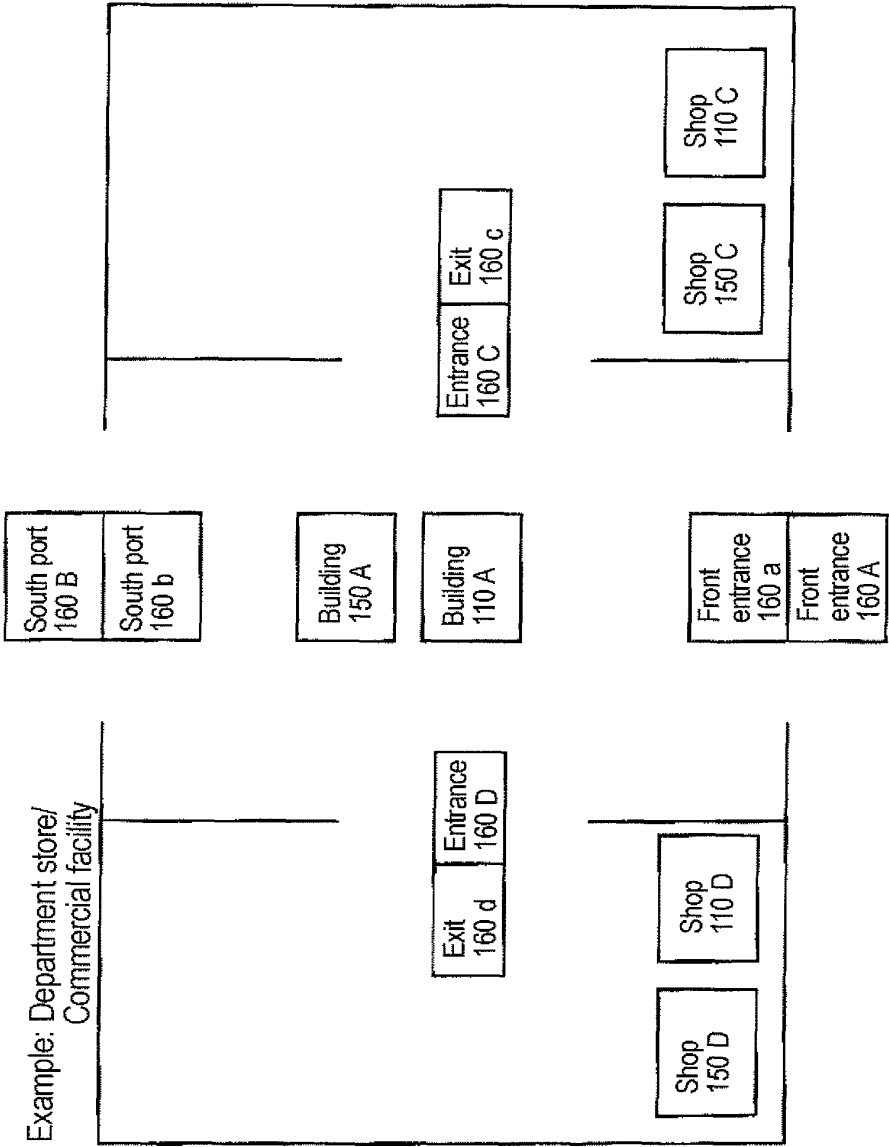 Example: Department store/
Commercial facility
South port
160 B
South port
160 b
Building
150 A
Exit
160 d
Entrance
160 D
Building
110 A
Entrance
160 C
Exit
160 c
Shop
150 D
Shop
110 D
Shop
150 C
Shop
110 C
Front
entrance
160 a
Front
entrance
160 A